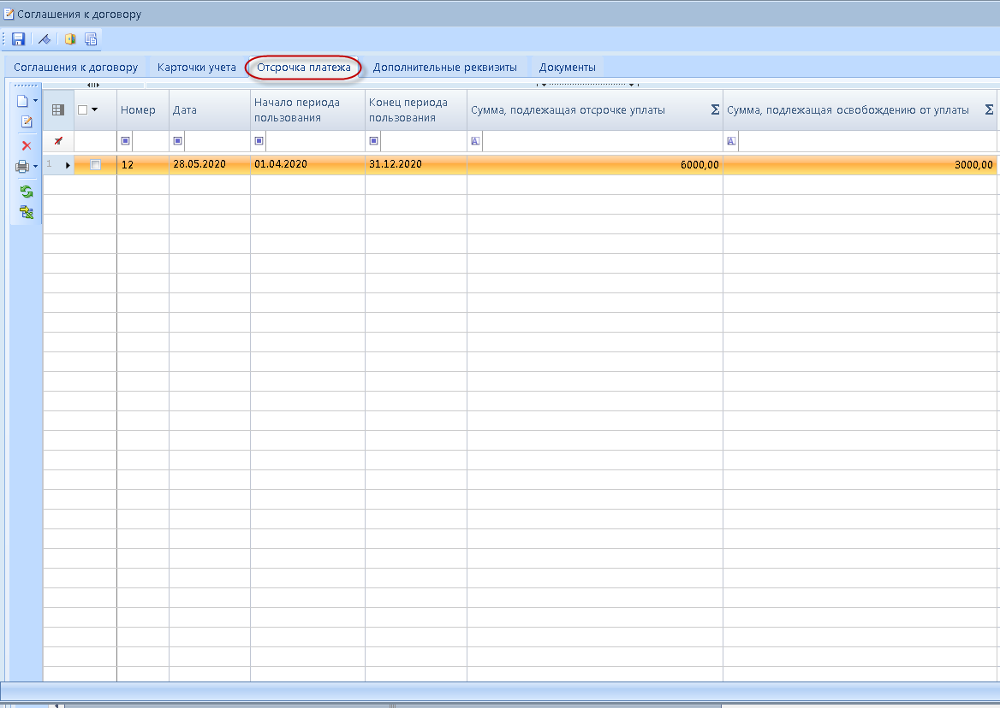 Соглашения к договору
Соглашения к договору Карточки учета Отсрочка платежа Дополнительные реквизиты Документы
Номер Дата Начало периода пользования Конец периода пользования Сумма, подлежащая отсрочке уплаты Σ Сумма, подлежащая освобождению от уплаты Σ
A A
1 12 28.05.2020 01.04.2020 31.12.2020 6000,00 3000,00